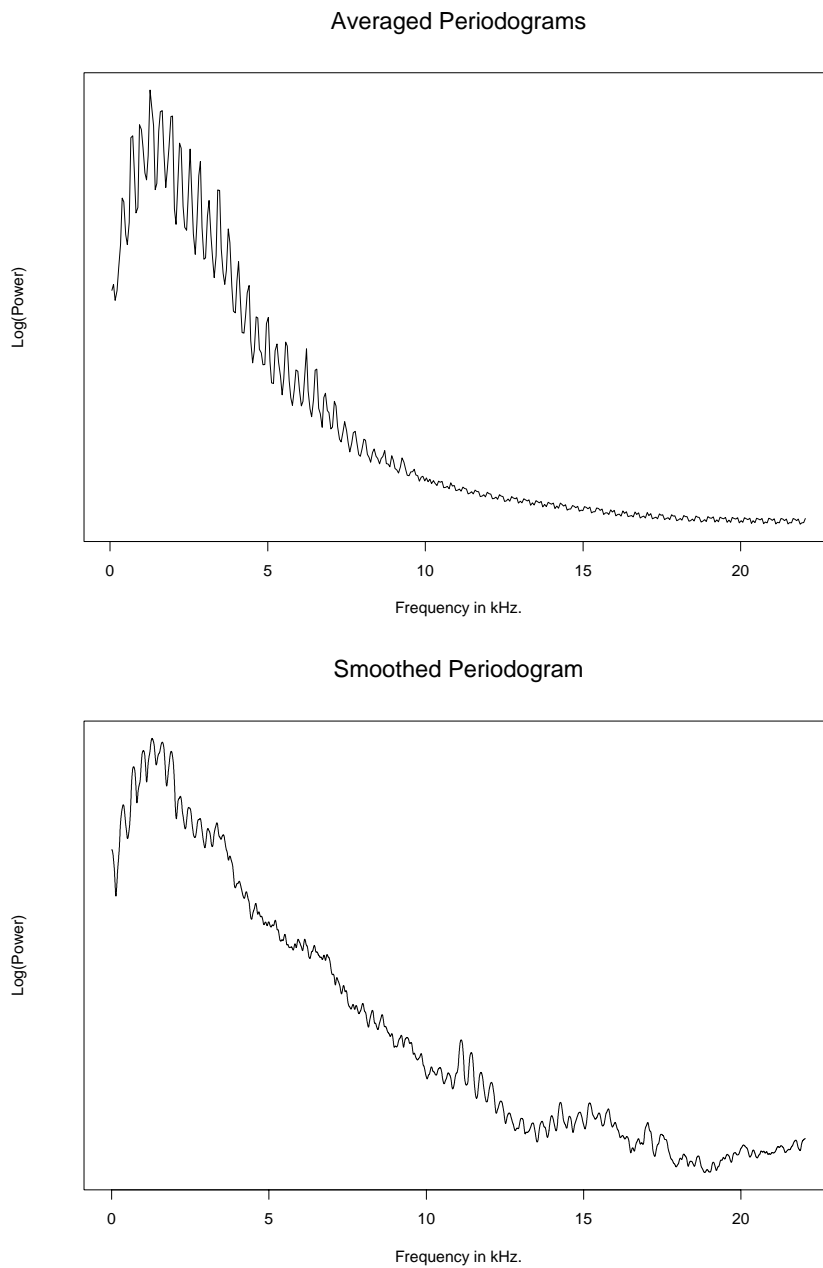 Averaged Periodograms
Log(Power)
0 5 10 15 20
Frequency in kHz.
Smoothed Periodogram
Log(Power)
0 5 10 15 20
Frequency in kHz.